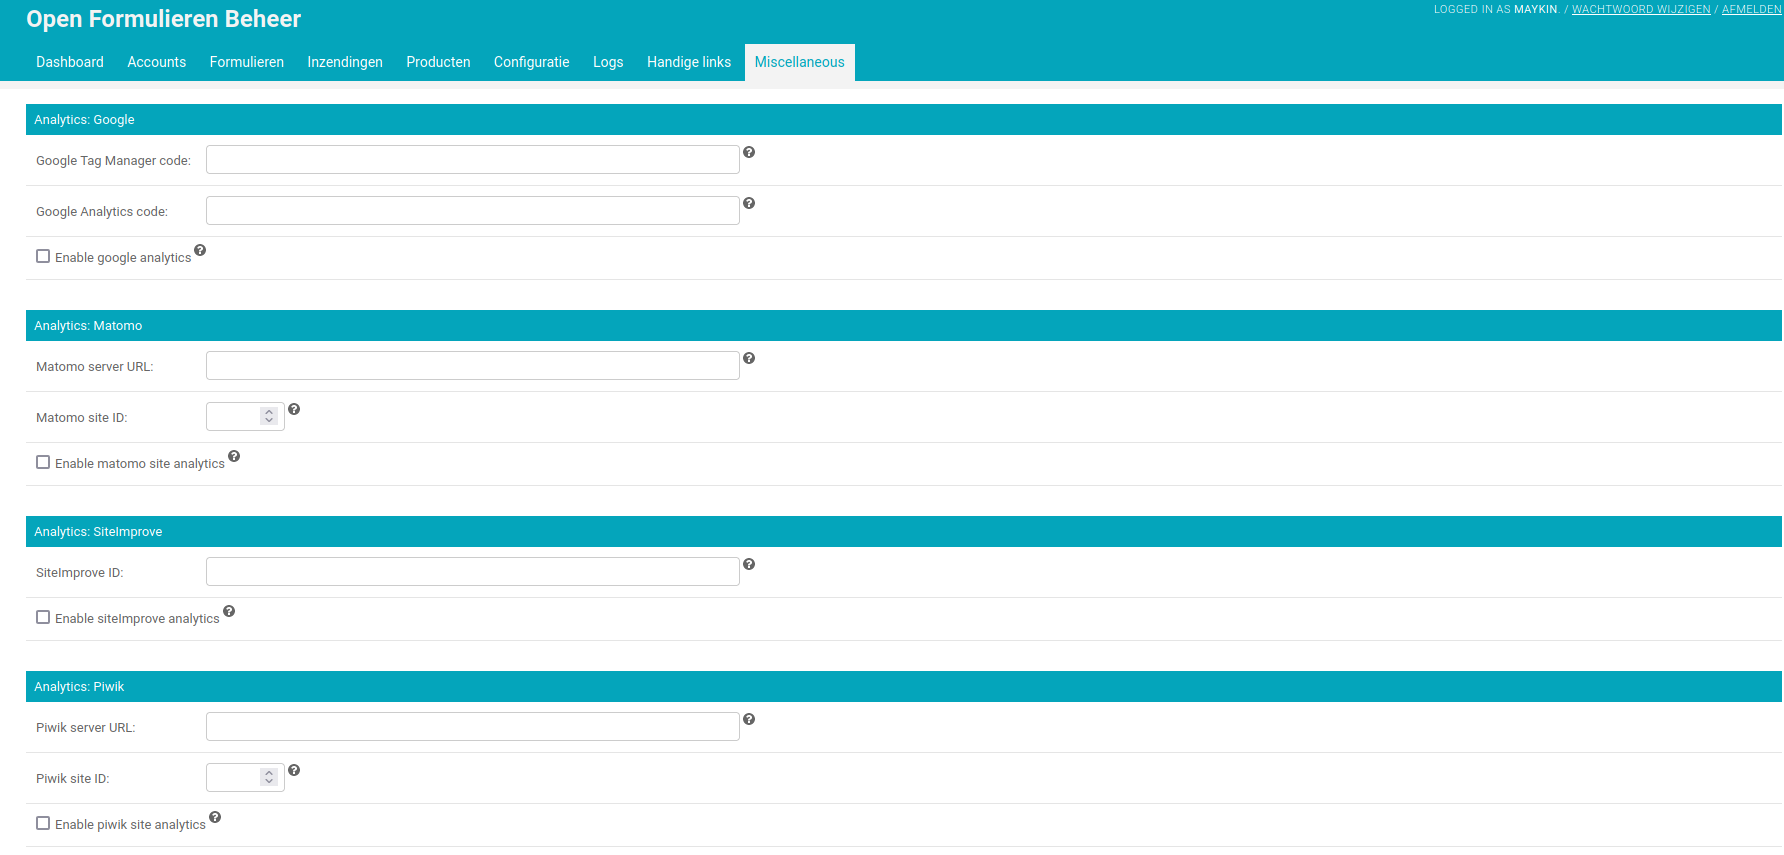 Open Formulieren Beheer
LOGGED IN AS MAYKIN. / WACHTWOORD WIJZIGEN / AFMELDEN
Dashboard Accounts Formulieren Inzendingen Producten Configuratie Logs Handige links Miscellaneous
Analytics: Google
Google Tag Manager code:
Google Analytics code:
Enable google analytics
Analytics: Matomo
Matomo server URL:
Matomo site ID:
Enable matomo site analytics
Analytics: SiteImprove
SiteImprove ID:
Enable siteImprove analytics
Analytics: Piwik
Piwik server URL:
Piwik site ID:
Enable piwik site analytics